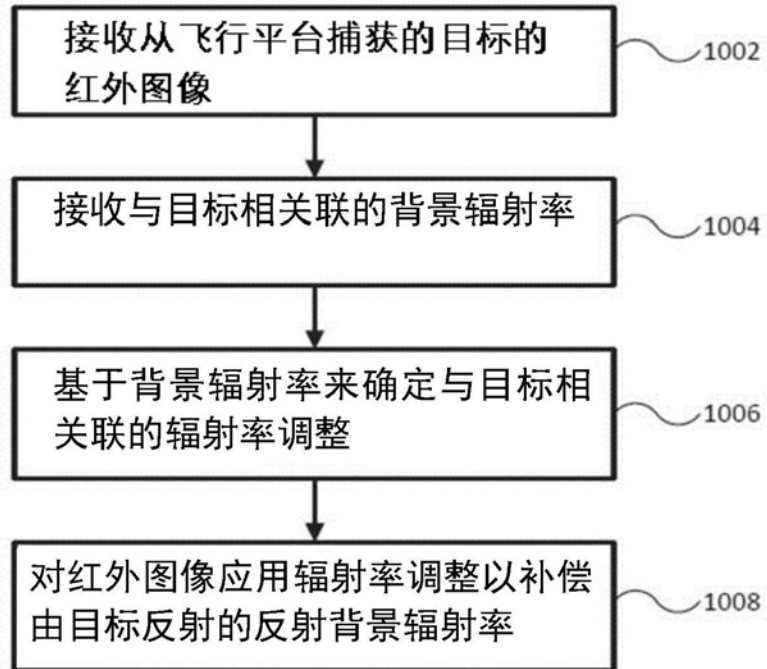 接收从飞行平台捕获的目标的
红外图像
1002
接收与目标相关联的背景辐射率
1004
基于背景辐射率来确定与目标相
关联的辐射率调整
1006
对红外图像应用辐射率调整以补偿
由目标反射的反射背景辐射率
1008